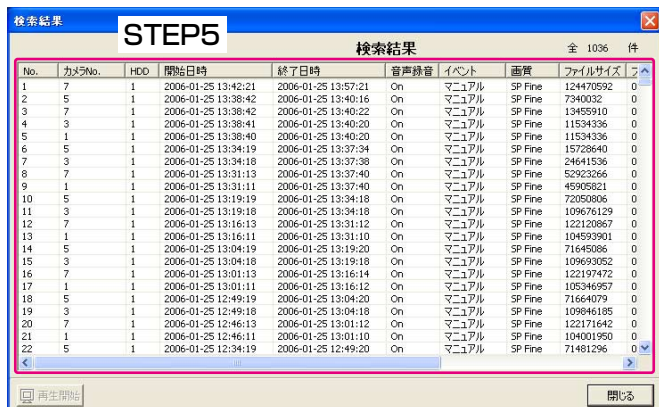 検索結果
STEP5
検索結果 全 1036 件
No. カメラNo. HDD 開始日時 終了日時 音声録音 イベント 画質 ファイルサイズ
1 7 1 2006-01-25 13:42:21 2006-01-25 13:57:21 On マニュアル SP Fine 124470592 0
2 5 1 2006-01-25 13:38:42 2006-01-25 13:40:16 On マニュアル SP Fine 7340032 0
3 7 1 2006-01-25 13:38:42 2006-01-25 13:40:22 On マニュアル SP Fine 13455910 0
4 3 1 2006-01-25 13:38:41 2006-01-25 13:40:20 On マニュアル SP Fine 11534336 0
5 1 1 2006-01-25 13:38:40 2006-01-25 13:40:20 On マニュアル SP Fine 11534336 0
6 5 1 2006-01-25 13:34:19 2006-01-25 13:37:34 On マニュアル SP Fine 15728640 0
7 3 1 2006-01-25 13:34:18 2006-01-25 13:37:38 On マニュアル SP Fine 24641536 0
8 7 1 2006-01-25 13:31:13 2006-01-25 13:37:40 On マニュアル SP Fine 52923266 0
9 1 1 2006-01-25 13:31:11 2006-01-25 13:37:40 On マニュアル SP Fine 45905821 0
10 5 1 2006-01-25 13:19:19 2006-01-25 13:34:18 On マニュアル SP Fine 72050806 0
11 3 1 2006-01-25 13:19:18 2006-01-25 13:34:18 On マニュアル SP Fine 109676129 0
12 7 1 2006-01-25 13:16:13 2006-01-25 13:31:12 On マニュアル SP Fine 122120867 0
13 1 1 2006-01-25 13:16:11 2006-01-25 13:31:10 On マニュアル SP Fine 104593901 0
14 5 1 2006-01-25 13:04:19 2006-01-25 13:19:20 On マニュアル SP Fine 71645086 0
15 3 1 2006-01-25 13:04:18 2006-01-25 13:19:18 On マニュアル SP Fine 109693052 0
16 7 1 2006-01-25 13:01:13 2006-01-25 13:16:14 On マニュアル SP Fine 122197472 0
17 1 1 2006-01-25 13:01:11 2006-01-25 13:16:12 On マニュアル SP Fine 105346957 0
18 5 1 2006-01-25 12:49:19 2006-01-25 13:04:20 On マニュアル SP Fine 71664079 0
19 3 1 2006-01-25 12:49:18 2006-01-25 13:04:18 On マニュアル SP Fine 109846185 0
20 7 1 2006-01-25 12:46:13 2006-01-25 13:01:12 On マニュアル SP Fine 122171642 0
21 1 1 2006-01-25 12:46:11 2006-01-25 13:01:10 On マニュアル SP Fine 104001950 0
22 5 1 2006-01-25 12:34:19 2006-01-25 12:49:20 On マニュアル SP Fine 71481296 0
再生開始 閉じる